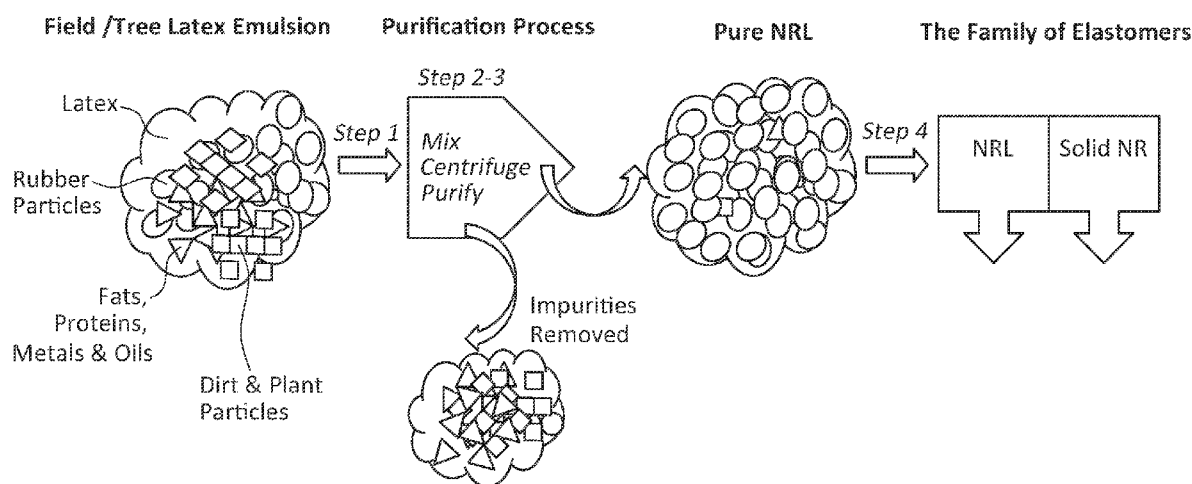 Field /Tree Latex Emulsion
Purification Process
Pure NRL
The Family of Elastomers
Latex
Step 1
Step 2-3
Mix
Centrifuge
Purify
Step 4
NRL
Solid NR
Rubber
Particles
Fats,
Proteins,
Metals & Oils
Dirt & Plant
Particles
Impurities
Removed